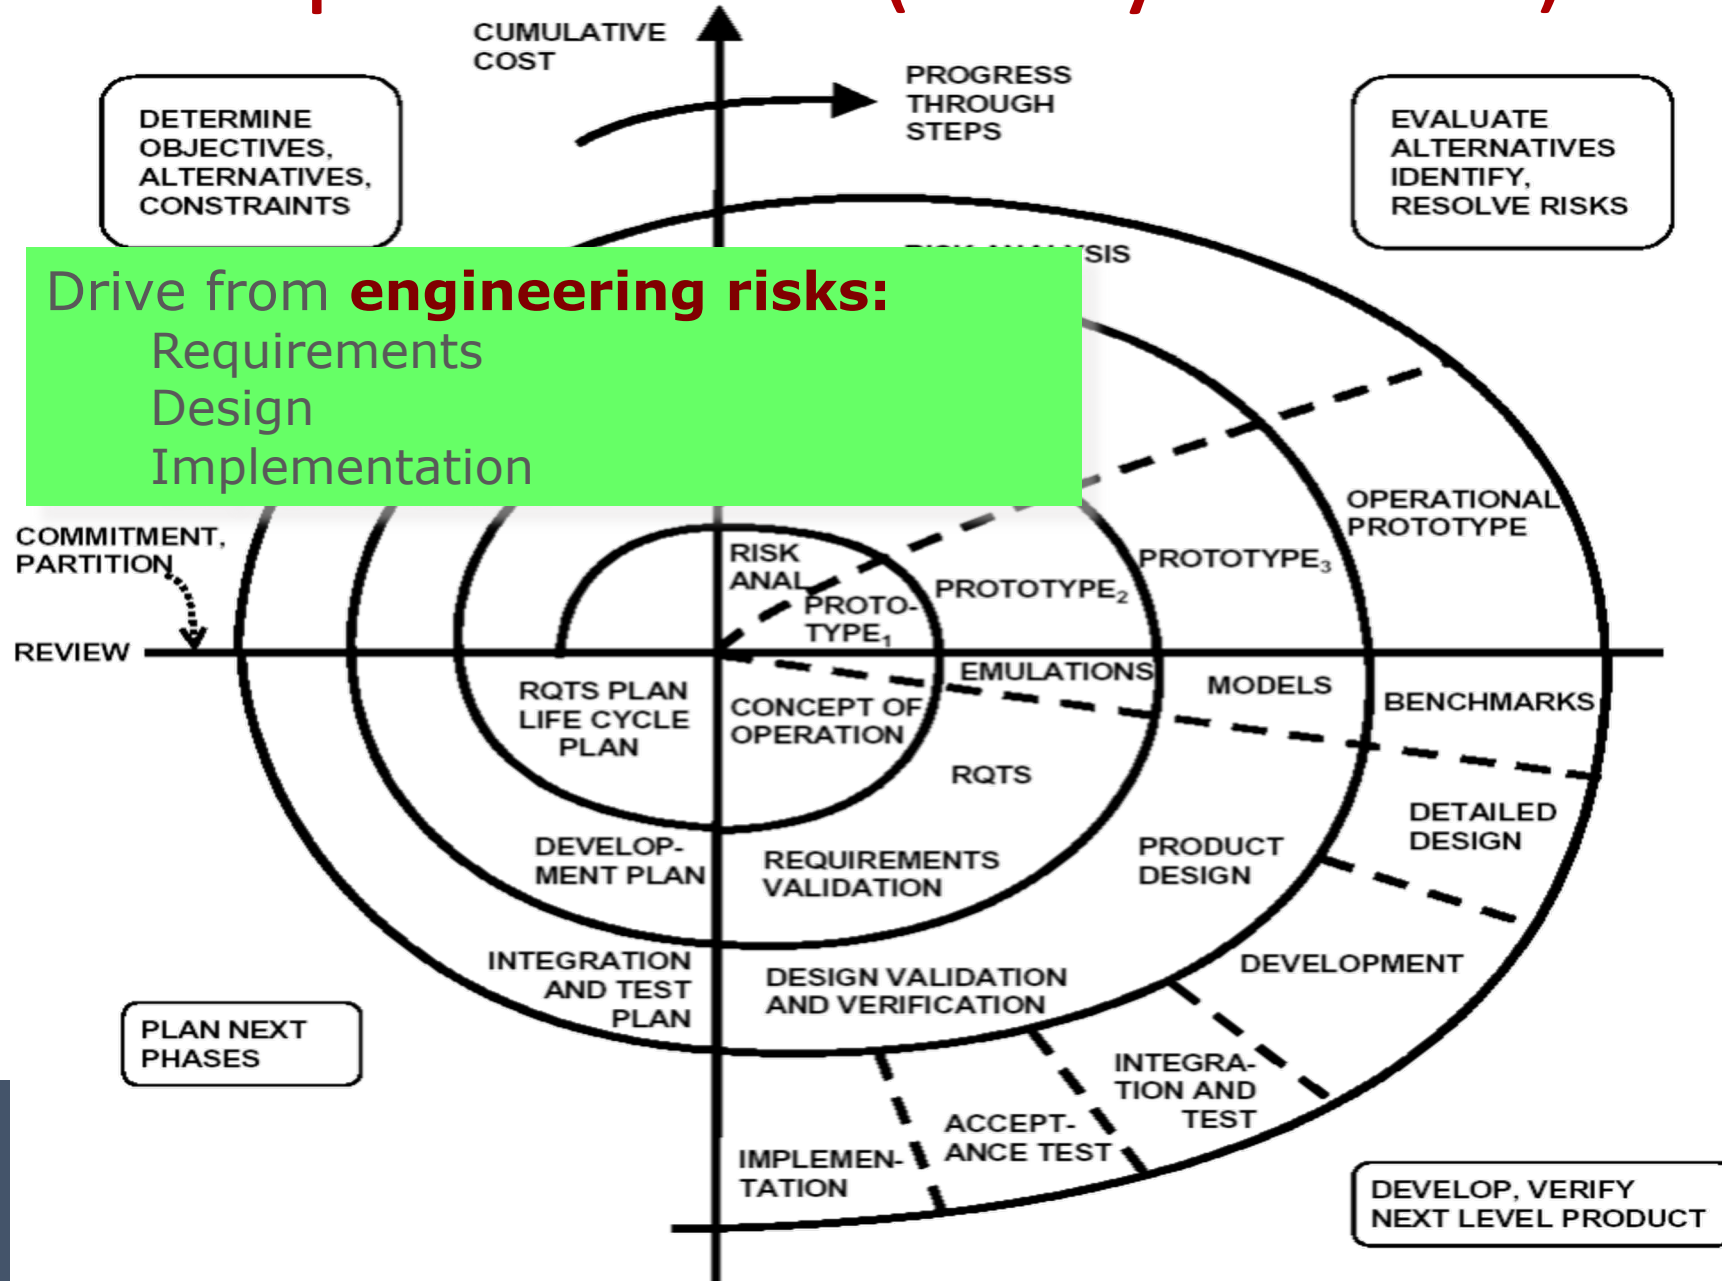 CUMULATIVE
COST
PROGRESS
THROUGH
STEPS
DETERMINE
OBJECTIVES,
ALTERNATIVES,
CONSTRAINTS
EVALUATE
ALTERNATIVES
IDENTIFY,
RESOLVE RISKS
Drive from engineering risks:
Requirements
Design
Implementation
COMMITMENT,
PARTITION
REVIEW
RISK
ANAL
PROTO-
TYPE1
PROTOTYPE2
PROTOTYPE3
OPERATIONAL
PROTOTYPE
EMULATIONS
MODELS
BENCHMARKS
RQTS PLAN
LIFE CYCLE
PLAN
CONCEPT OF
OPERATION
RQTS
DETAILED
DESIGN
DEVELOP-
MENT PLAN
REQUIREMENTS
VALIDATION
PRODUCT
DESIGN
INTEGRATION
AND TEST
PLAN
DESIGN VALIDATION
AND VERIFICATION
DEVELOPMENT
PLAN NEXT
PHASES
INTEGRA-
TION AND
TEST
ACCEPT-
ANCE TEST
IMPLEMEN-
TATION
DEVELOP, VERIFY
NEXT LEVEL PRODUCT